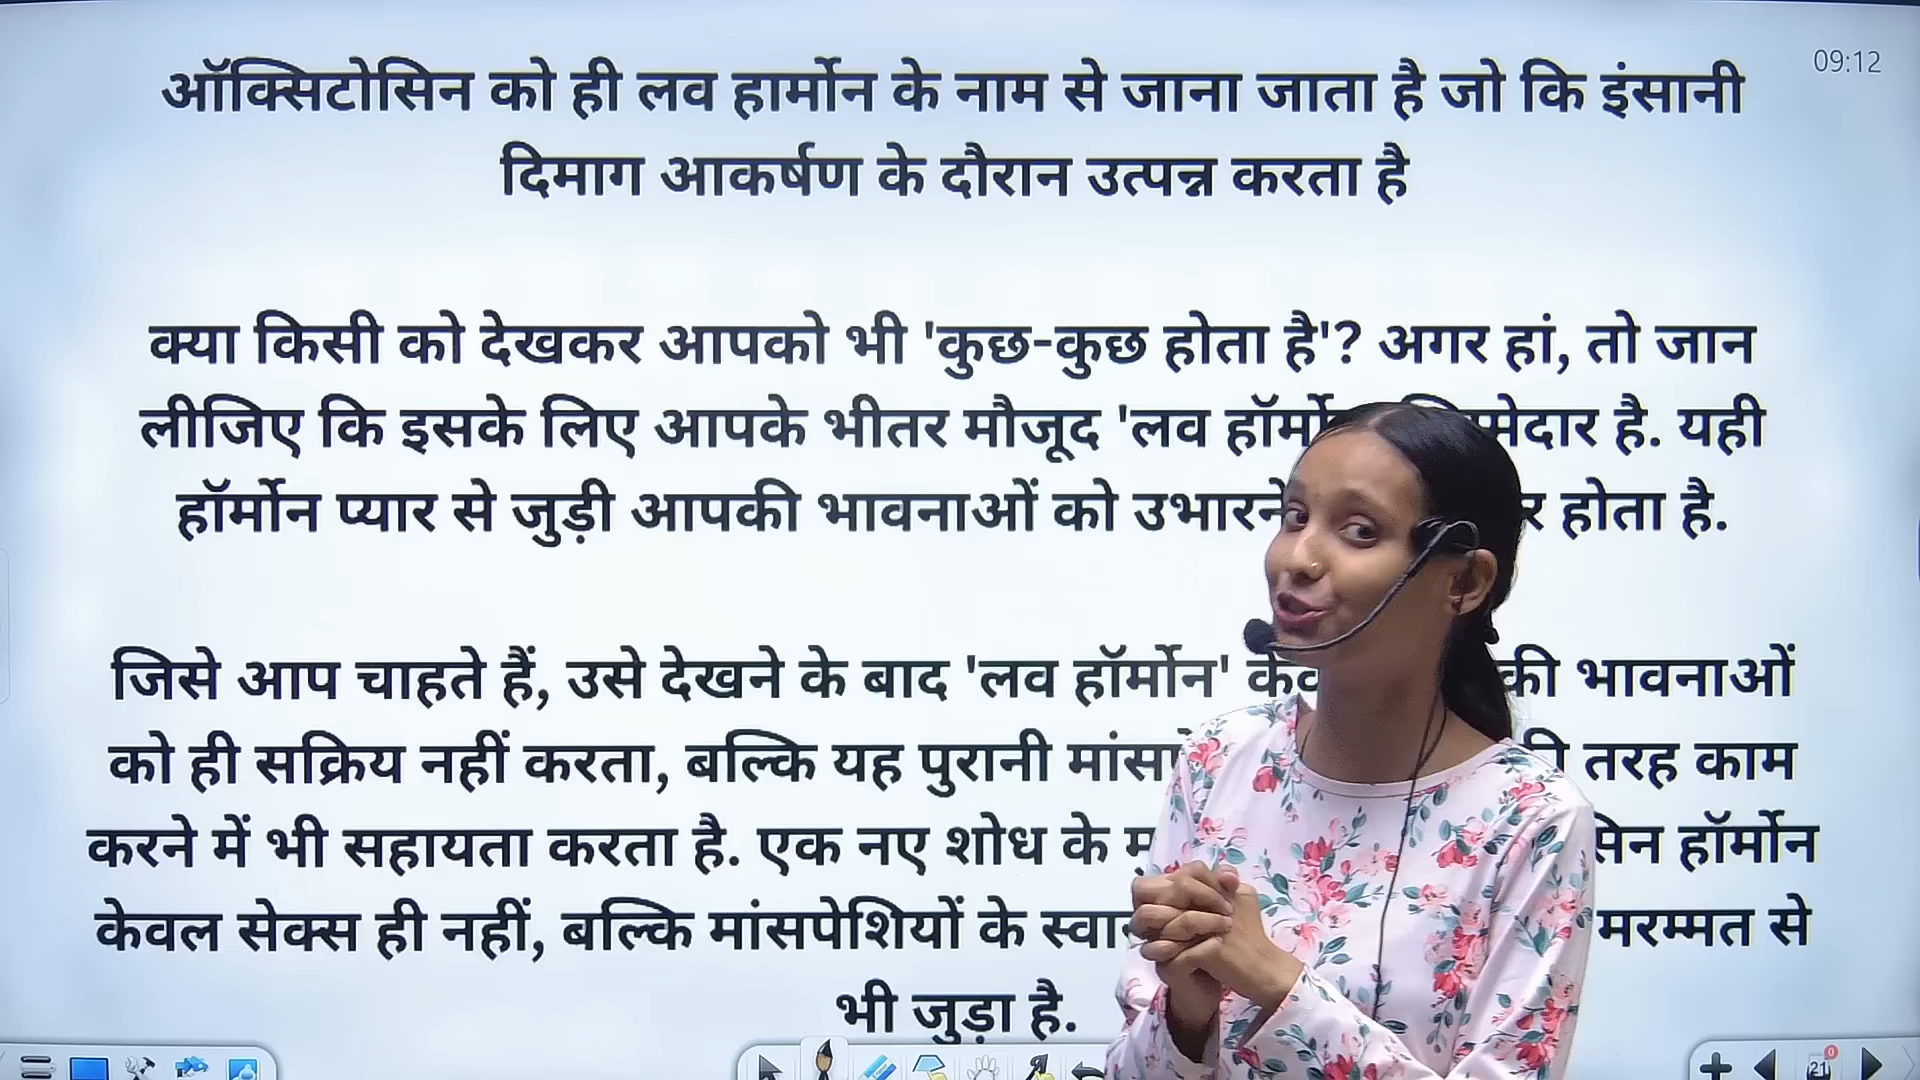 09:12
ऑक्सिटोसिन को ही लव हार्मोन के नाम से जाना जाता है जो कि इंसानी
दिमाग आकर्षण के दौरान उत्पन्न करता है
क्या किसी को देखकर आपको भी 'कुछ-कुछ होता है'? अगर हां, तो जान
लीजिए कि इसके लिए आपके भीतर मौजूद 'लव है. यही
हॉर्मोन प्यार से जुड़ी आपकी भावनाओं को उभारने होता है.
जिसे आप चाहते हैं, उसे देखने के बाद 'लव हॉर्मोन' की भावनाओं
को ही सक्रिय नहीं करता, बल्कि यह पुरानी तरह काम
करने में भी सहायता करता है. एक नए शोध के हॉर्मोन
केवल सेक्स ही नहीं, बल्कि मांसपेशियों के मरम्मत से
भी जुड़ा है.
21